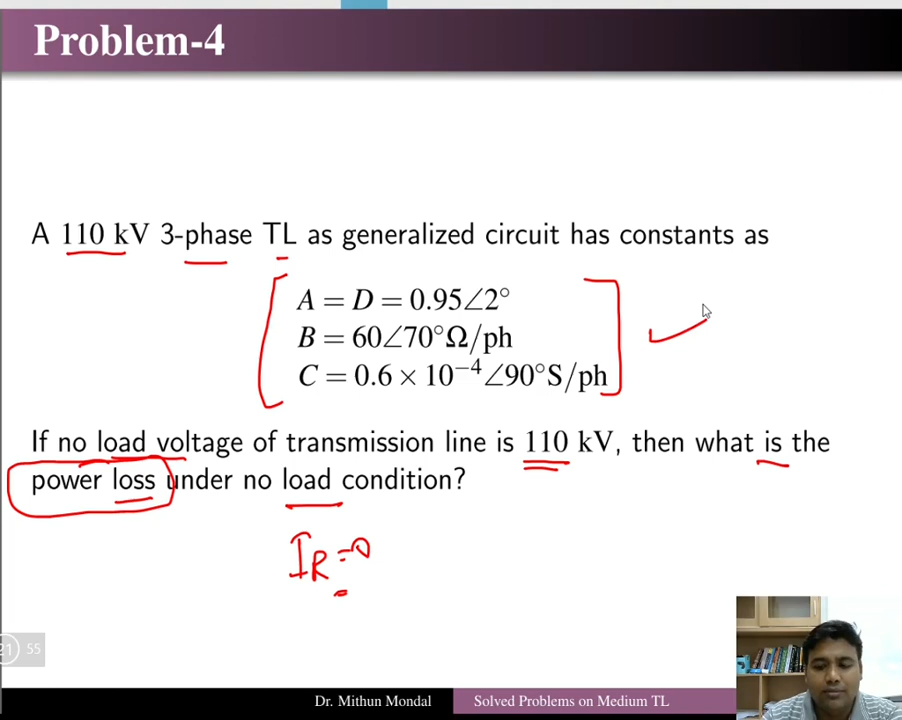 Problem-4
A 110 kV 3-phase TL as generalized circuit has constants as
A = D = 0.95∠2°
B = 60∠70°Ω/ph
C = 0.6 × 10⁻⁴∠90°S/ph
If no load voltage of transmission line is 110 kV, then what is the
power loss under no load condition?
I_R=0
21 55
Dr. Mithun Mondal Solved Problems on Medium TL